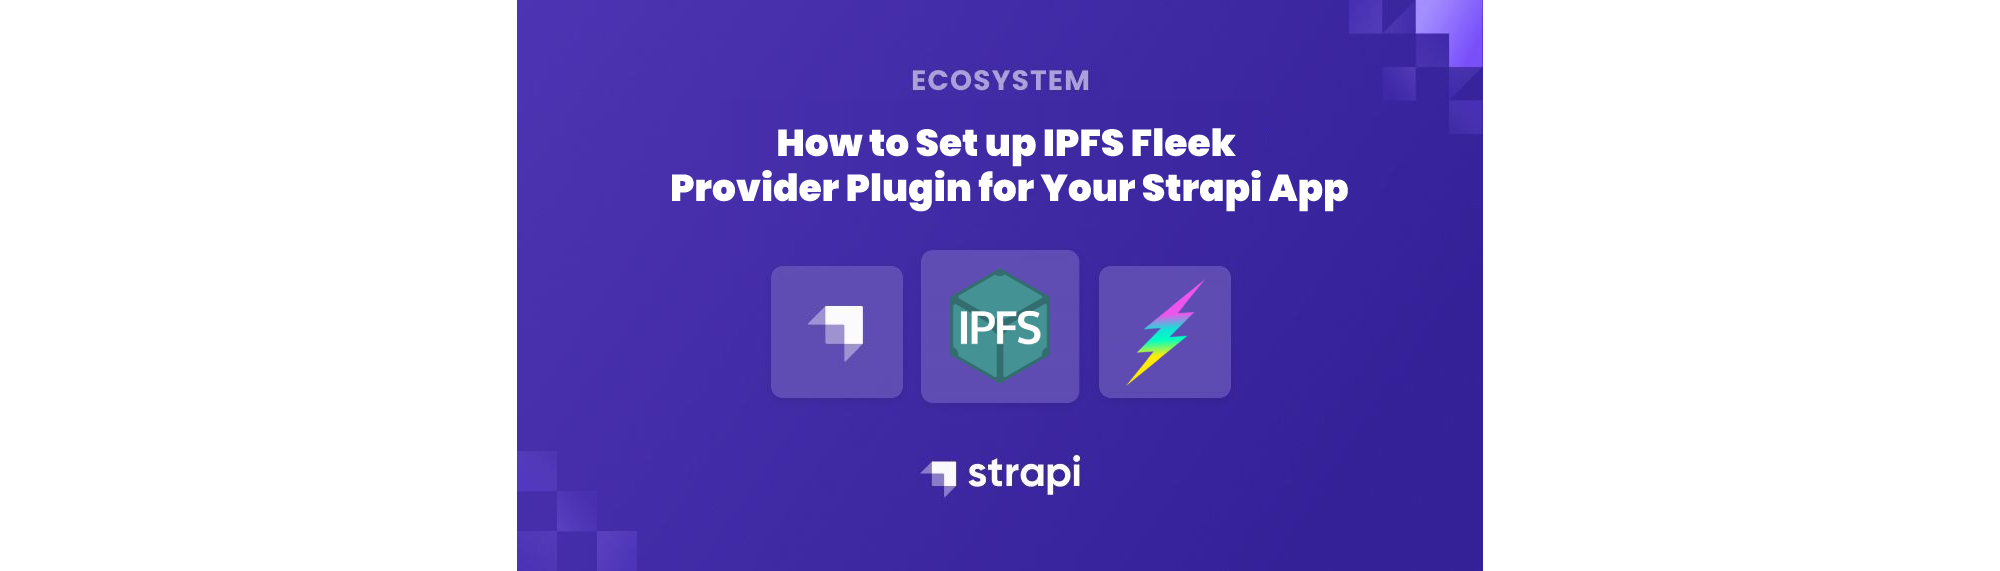 ECOSYSTEM
How to Set up IPFS Fleek
Provider Plugin for Your Strapi App
IPFS
strapi